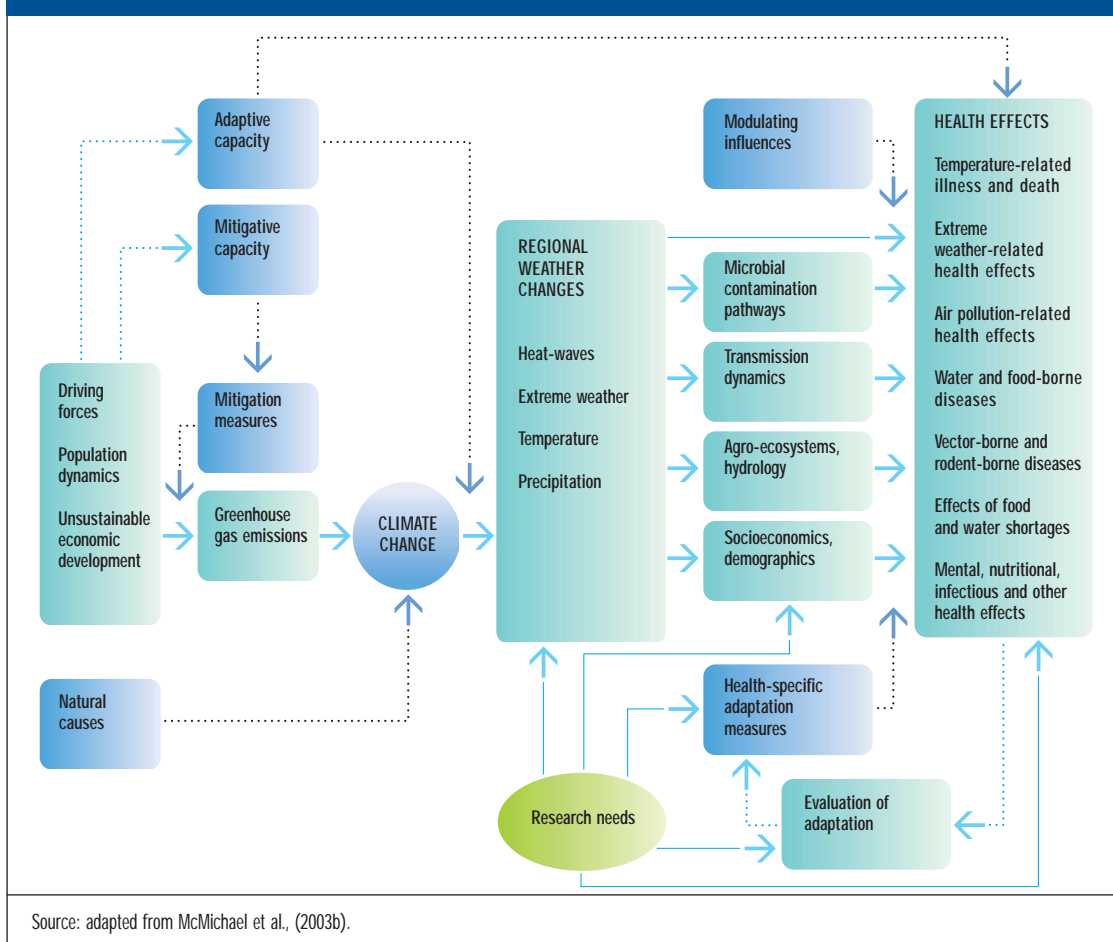 Adaptive
capacity
Mitigative
capacity
Driving
forces
Population
dynamics
Unsustainable
economic
development
Mitigation
measures
Greenhouse
gas emissions
Natural
causes
CLIMATE
CHANGE
REGIONAL
WEATHER
CHANGES
Heat-waves
Extreme weather
Temperature
Precipitation
Modulating
influences
Microbial
contamination
pathways
Transmission
dynamics
Agro-ecosystems,
hydrology
Socioeconomics,
demographics
Health-specific
adaptation
measures
Research needs
Evaluation of
adaptation
HEALTH EFFECTS
Temperature-related
illness and death
Extreme
weather-related
health effects
Air pollution-related
health effects
Water and food-borne
diseases
Vector-borne and
rodent-borne diseases
Effects of food
and water shortages
Mental, nutritional,
infectious and other
health effects
Source: adapted from McMichael et al., (2003b).